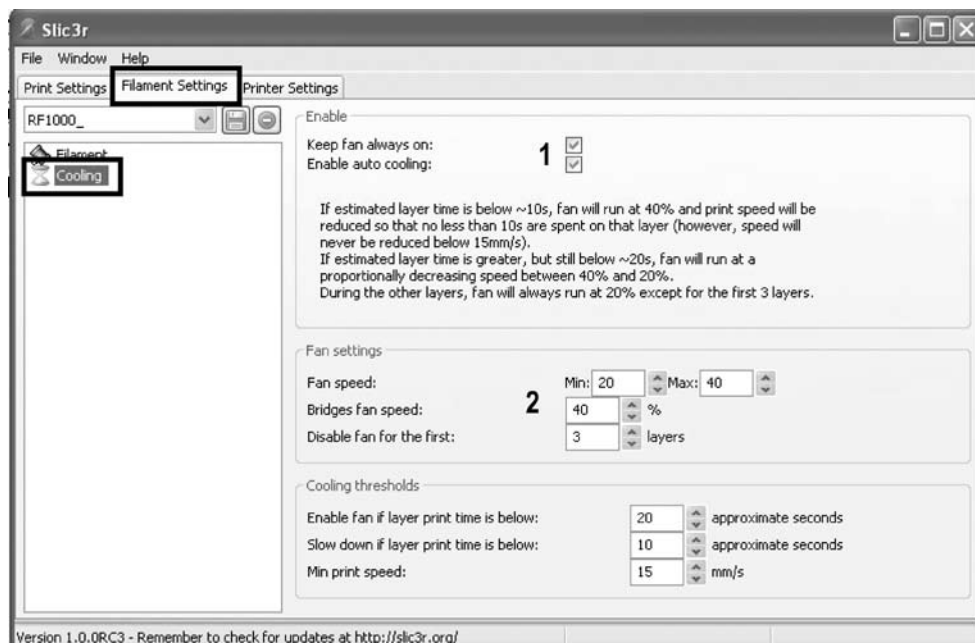 Slic3r
File Window Help
Print Settings Filament Settings Printer Settings
RF1000_
Filament
Cooling
Enable
Keep fan always on:
Enable auto cooling:
1
If estimated layer time is below ~10s, fan will run at 40% and print speed will be
reduced so that no less than 10s are spent on that layer (however, speed will
never be reduced below 15mm/s).
If estimated layer time is greater, but still below ~20s, fan will run at a
proportionally decreasing speed between 40% and 20%.
During the other layers, fan will always run at 20% except for the first 3 layers.
Fan settings
Fan speed: Min: 20 Max: 40
Bridges fan speed: 2 40 %
Disable fan for the first: 3 layers
Cooling thresholds
Enable fan if layer print time is below: 20 approximate seconds
Slow down if layer print time is below: 10 approximate seconds
Min print speed: 15 mm/s
Version 1.0.0RC3 - Remember to check for updates at http://slic3r.org/